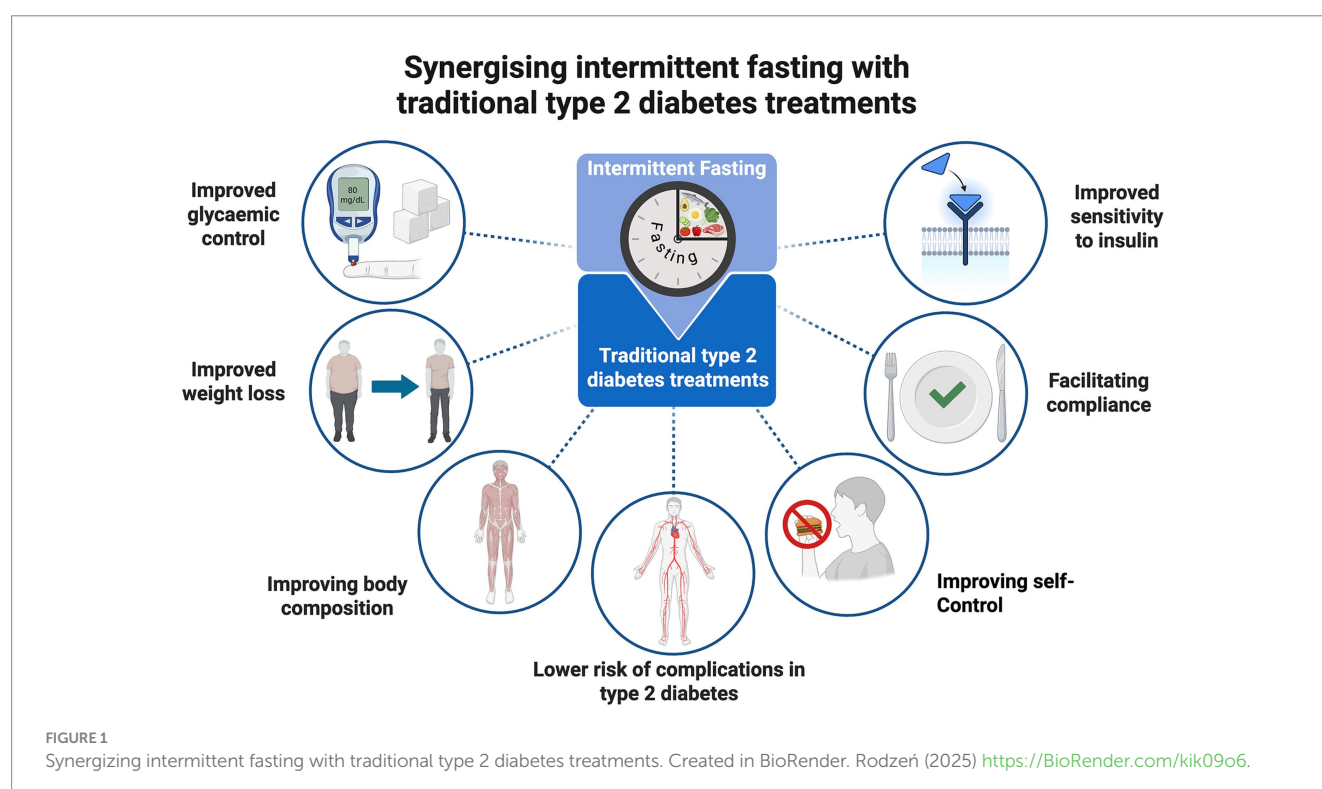 Synergising intermittent fasting with
traditional type 2 diabetes treatments
Intermittent Fasting
Fasting
Traditional type 2
diabetes treatments
Improved
glycaemic
control
80
mg/dL
Improved
weight loss
Improving body
composition
Lower risk of complications in
type 2 diabetes
Improving self-
Control
Facilitating
compliance
Improved
sensitivity
to insulin
FIGURE 1
Synergizing intermittent fasting with traditional type 2 diabetes treatments. Created in BioRender. Rodzeń (2025) https://BioRender.com/kik09o6.